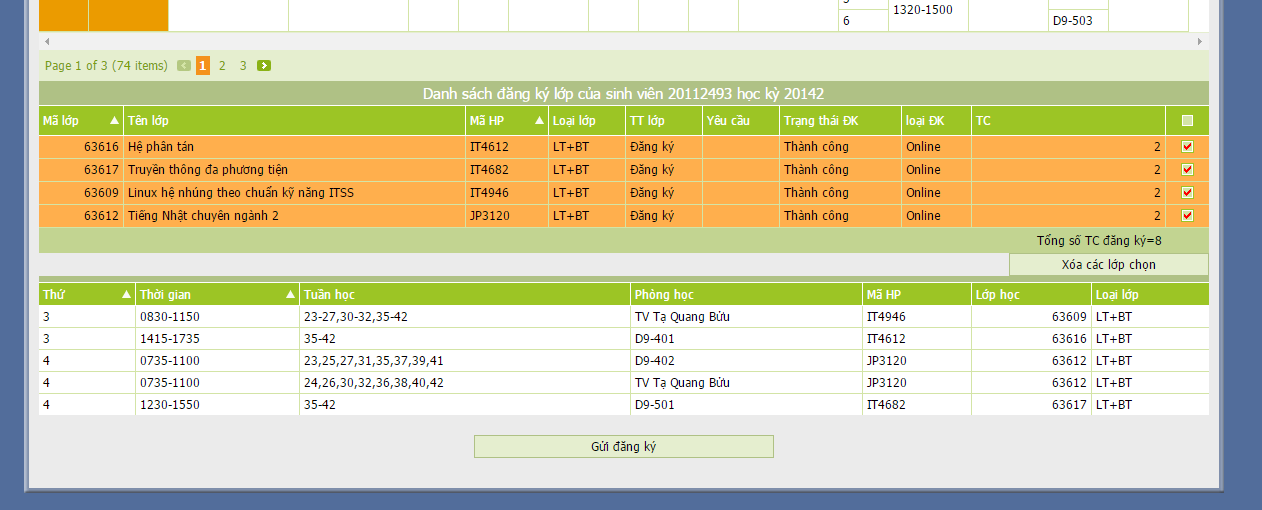 1320-1500
6 D9-503
Page 1 of 3 (74 items) 1 2 3
Danh sách đăng ký lớp của sinh viên 20112493 học kỳ 20142
Mã lớp Tên lớp Mã HP Loại lớp TT lớp Yêu cầu Trạng thái ĐK loại ĐK TC
63616 Hệ phân tán IT4612 LT+BT Đăng ký Thành công Online 2
63617 Truyền thông đa phương tiện IT4682 LT+BT Đăng ký Thành công Online 2
63609 Linux hệ nhúng theo chuẩn kỹ năng ITSS IT4946 LT+BT Đăng ký Thành công Online 2
63612 Tiếng Nhật chuyên ngành 2 JP3120 LT+BT Đăng ký Thành công Online 2
Tổng số TC đăng ký=8
Xóa các lớp chọn
Thứ Thời gian Tuần học Phòng học Mã HP Lớp học Loại lớp
3 0830-1150 23-27,30-32,35-42 TV Tạ Quang Bửu IT4946 63609 LT+BT
3 1415-1735 35-42 D9-401 IT4612 63616 LT+BT
4 0735-1100 23,25,27,31,35,37,39,41 D9-402 JP3120 63612 LT+BT
4 0735-1100 24,26,30,32,36,38,40,42 TV Tạ Quang Bửu JP3120 63612 LT+BT
4 1230-1550 35-42 D9-501 IT4682 63617 LT+BT
Gửi đăng ký